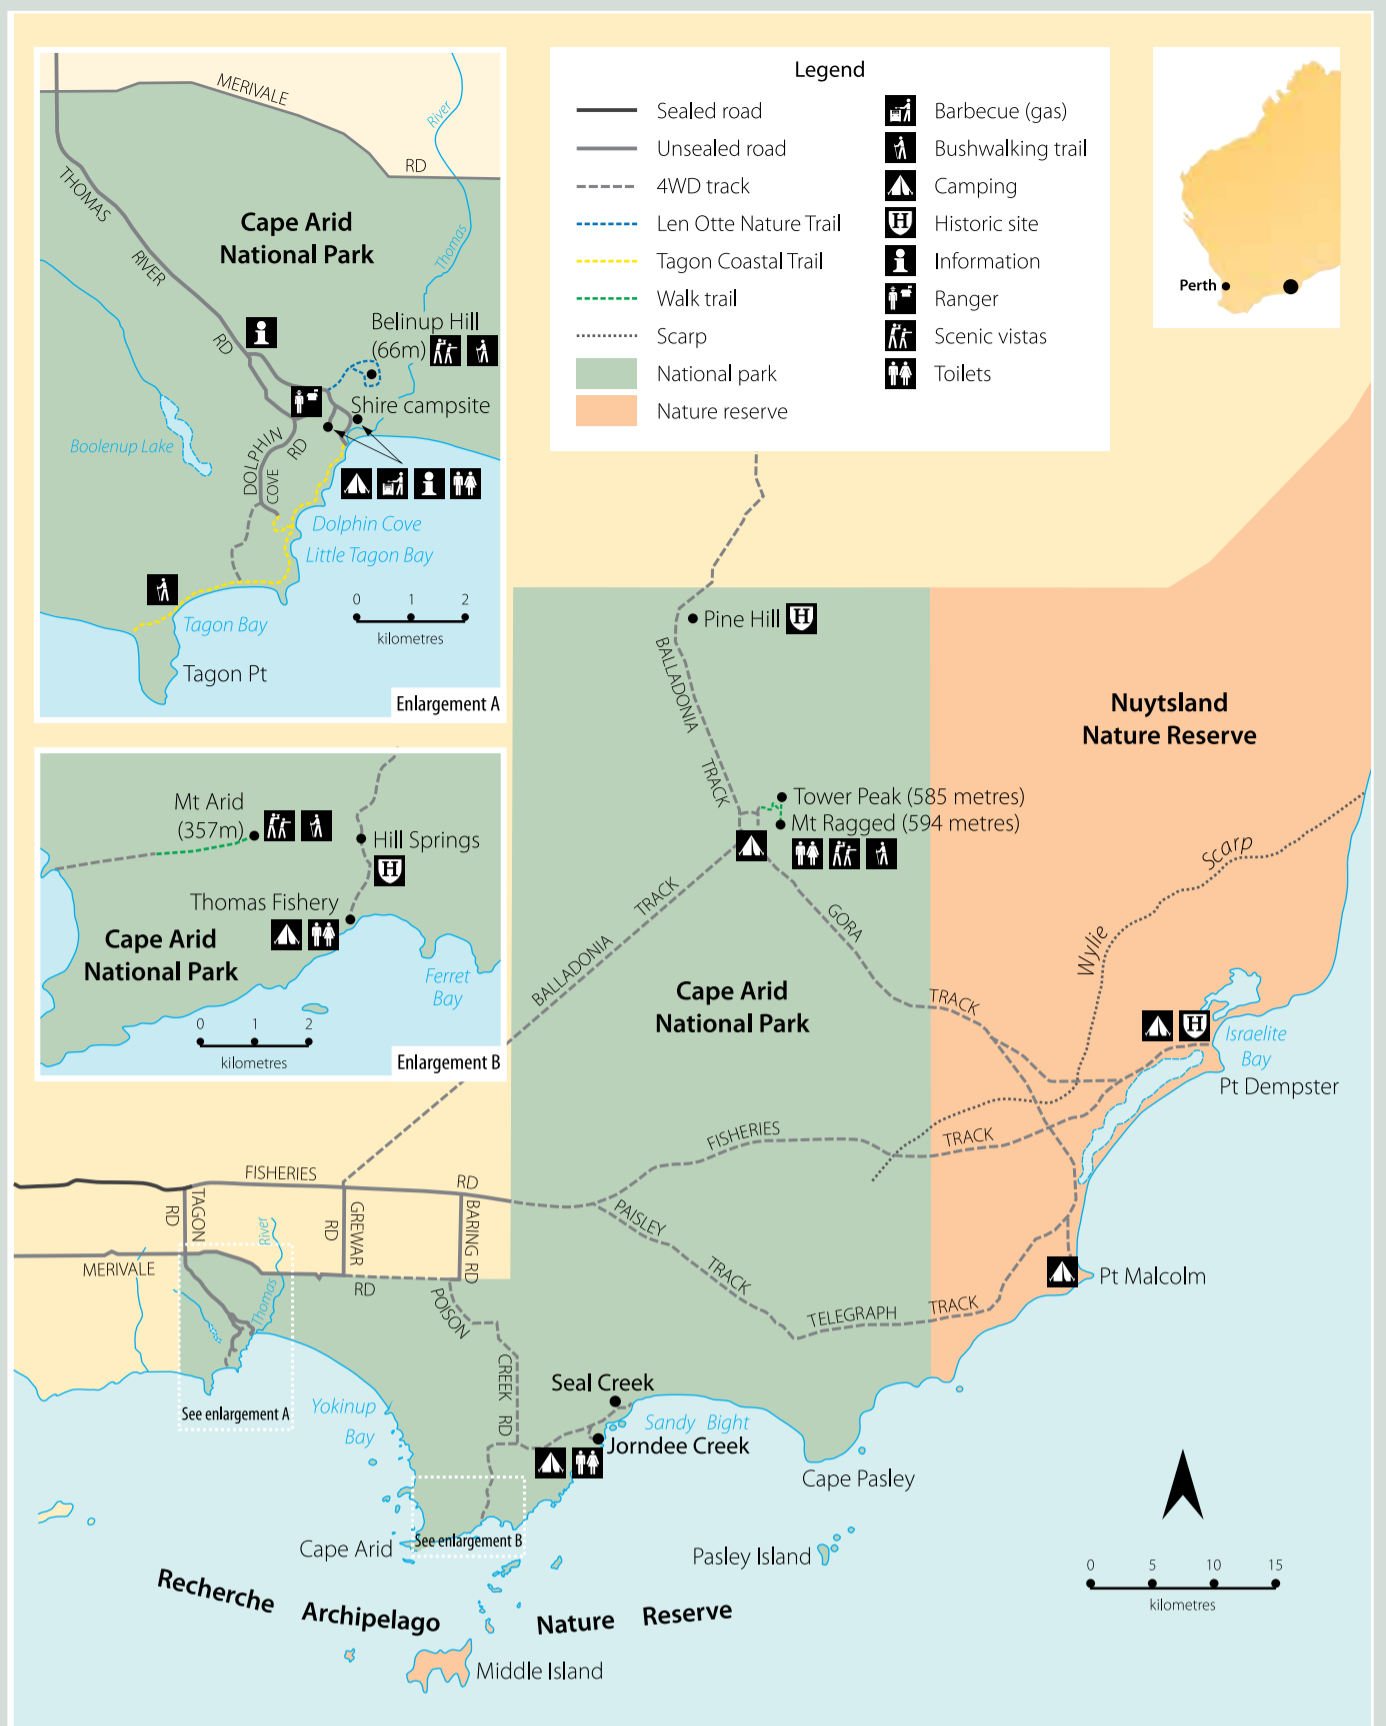 MERIVALE
RD
River
THOMAS
RIVER
RD
Cape Arid
National Park
Thomas
Belinup Hill
(66m)
Shire campsite
Boolenup Lake
DOLPHIN
COVE
RD
Dolphin Cove
Little Tagon Bay
0 1 2
kilometres
Tagon Bay
Tagon Pt
Enlargement A
Legend
Sealed road
Unsealed road
4WD track
Len Otte Nature Trail
Tagon Coastal Trail
Walk trail
Scarp
National park
Nature reserve
Barbecue (gas)
Bushwalking trail
Camping
H
Historic site
Information
Ranger
Scenic vistas
Toilets
Perth
Mt Arid
(357m)
Hill Springs
H
Thomas Fishery
Cape Arid
National Park
Ferret
Bay
0 1 2
kilometres
Enlargement B
Pine Hill
H
BALLADONIA
TRACK
Nuytsland
Nature Reserve
Tower Peak (585 metres)
Mt Ragged (594 metres)
Wylie
Scarp
BALLADONIA
TRACK
GORA
TRACK
Cape Arid
National Park
H
Israelite
Bay
Pt Dempster
FISHERIES
TRACK
FISHERIES
RD
TAGON
RD
GREWAR
RD
BARING RD
MERIVALE
RD
River
Thomas
PAISLEY
TRACK
TELEGRAPH
TRACK
Pt Malcolm
POISON
CREEK RD
See enlargement A
Yokinup
Bay
Seal Creek
Sandy Bight
Jorndee Creek
Cape Pasley
See enlargement B
Cape Arid
Pasley Island
Recherche Archipelago Nature Reserve
Middle Island
0 5 10 15
kilometres